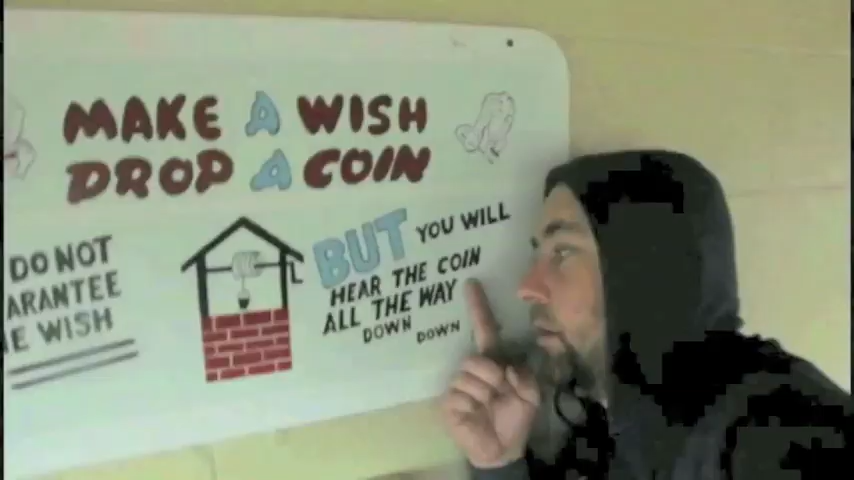 MAKE A WISH
DROP A COIN
DO NOT
ARANTEE
E WISH
BUT YOU WILL
HEAR THE COIN
ALL THE WAY
DOWN DOWN